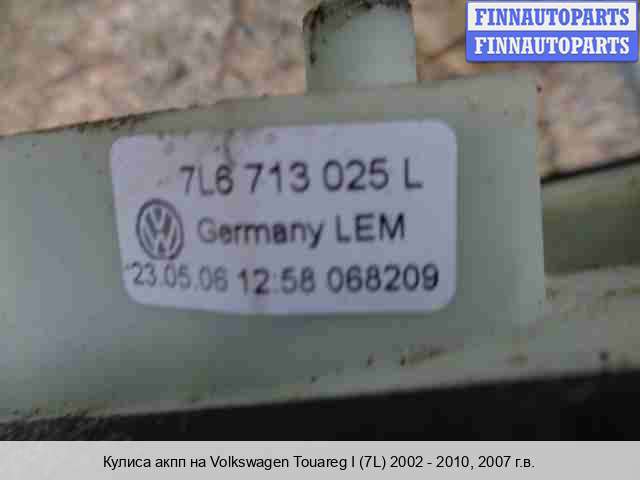 FINNAUTOPARTS
FINNAUTOPARTS
7L6 713 025 L
Germany LEM
23.05.06 12:58 068209
Кулиса акпп на Volkswagen Touareg I (7L) 2002 - 2010, 2007 г.в.